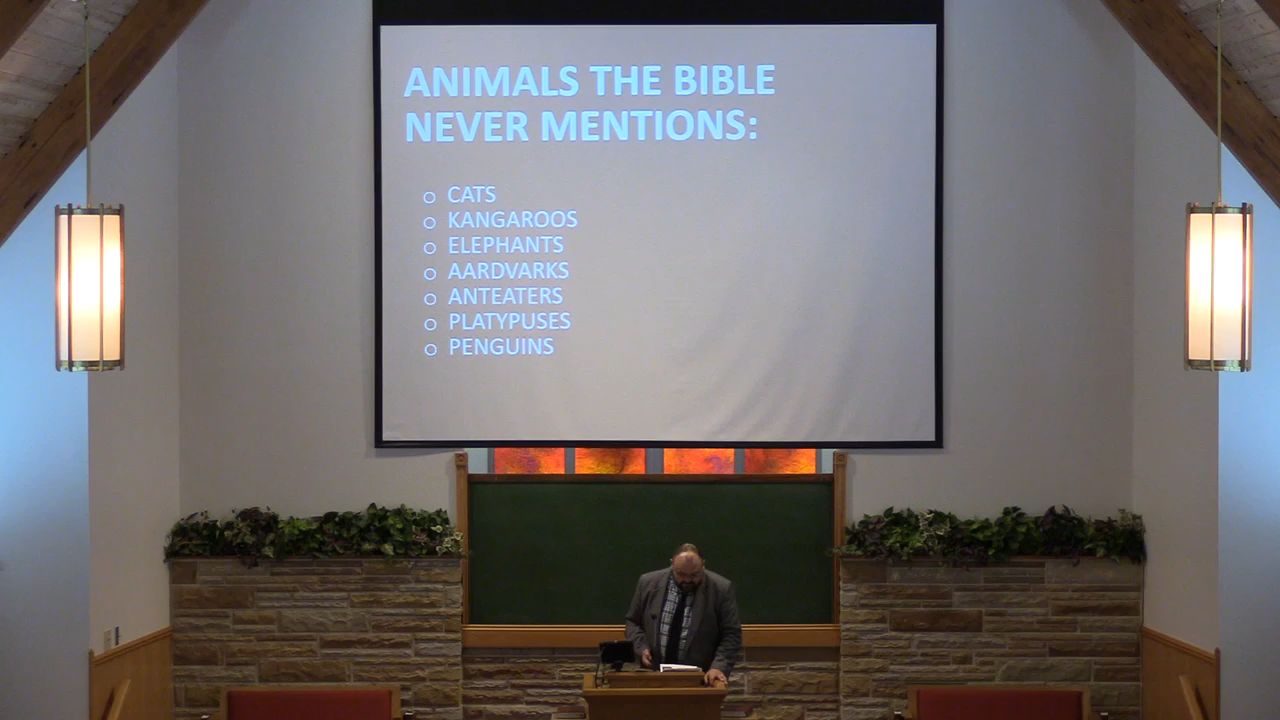 ANIMALS THE BIBLE
NEVER MENTIONS:
○ CATS
○ KANGAROOS
○ ELEPHANTS
○ AARDVARKS
○ ANTEATERS
○ PLATYPUSES
○ PENGUINS